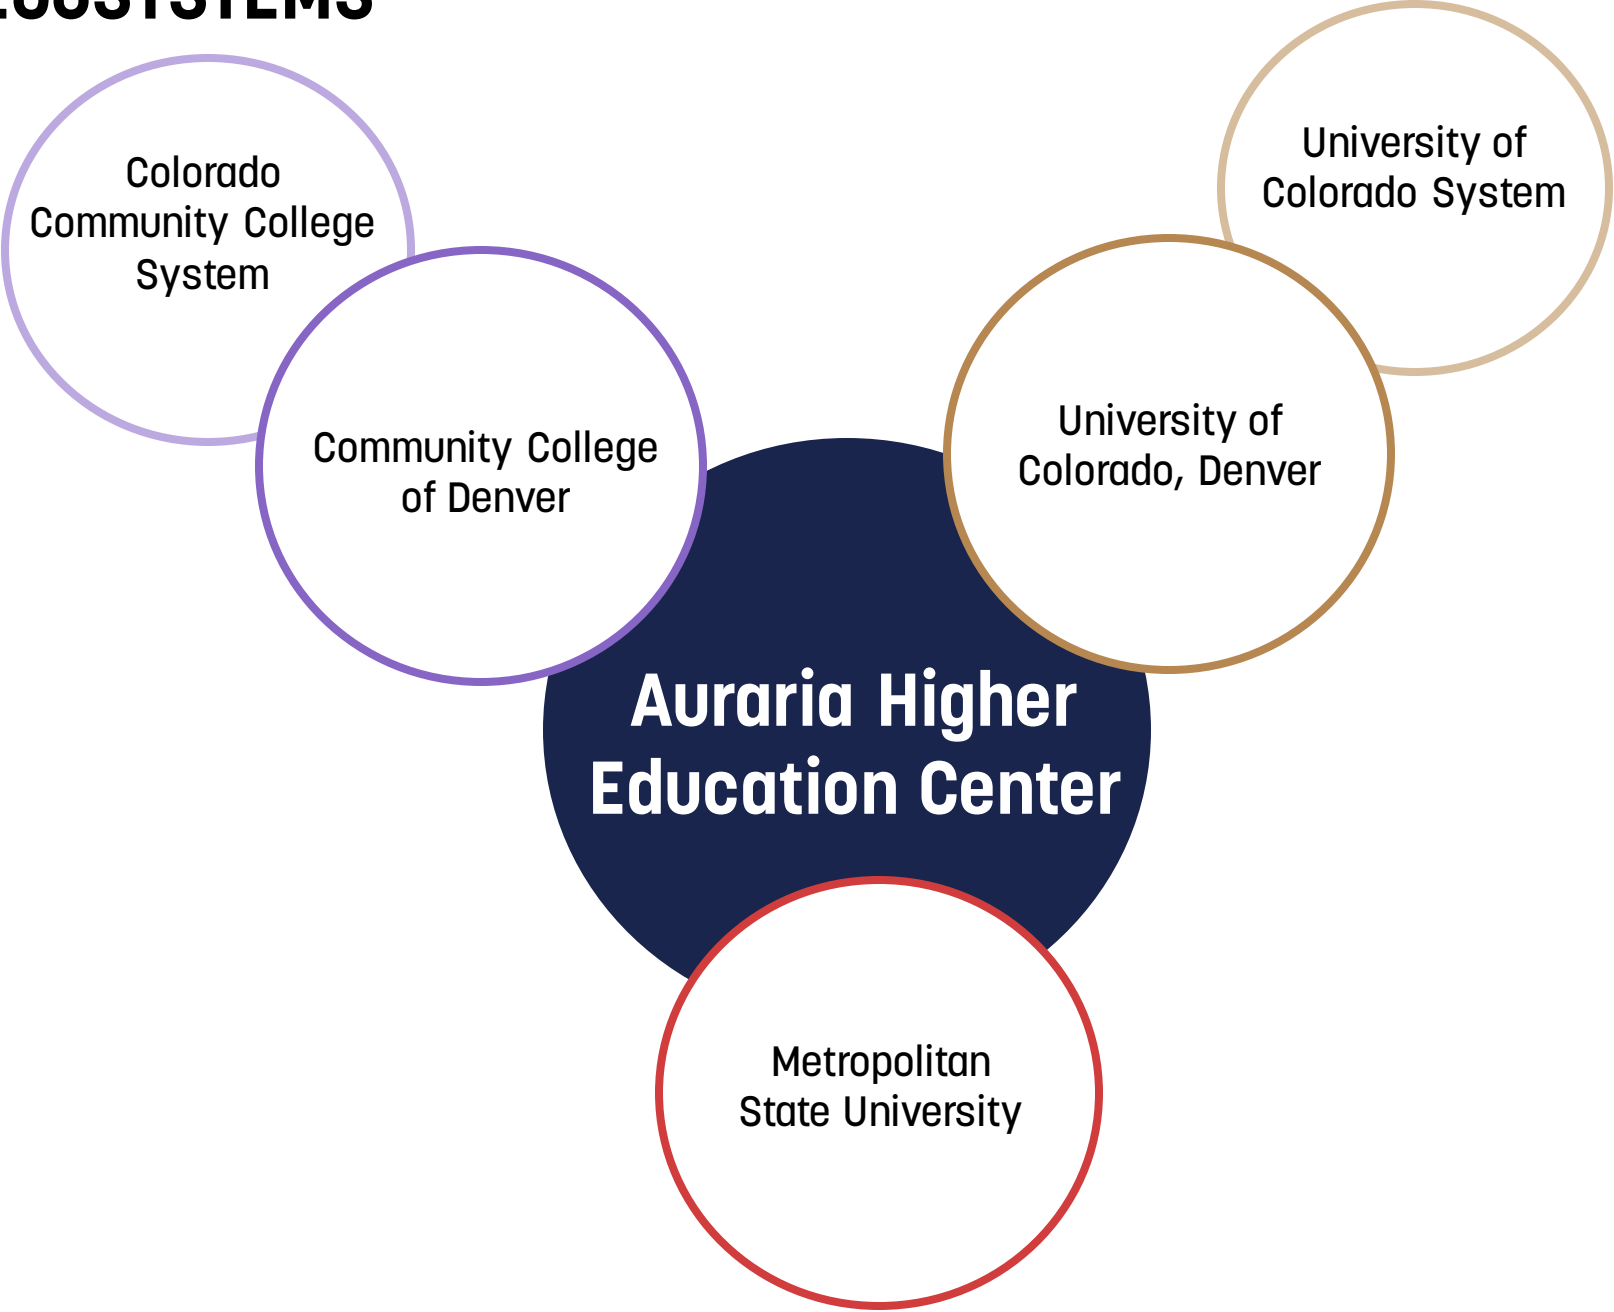 ECOSYSTEMS
Colorado
Community College
System
University of
Colorado System
Community College
of Denver
University of
Colorado, Denver
Auraria Higher
Education Center
Metropolitan
State University